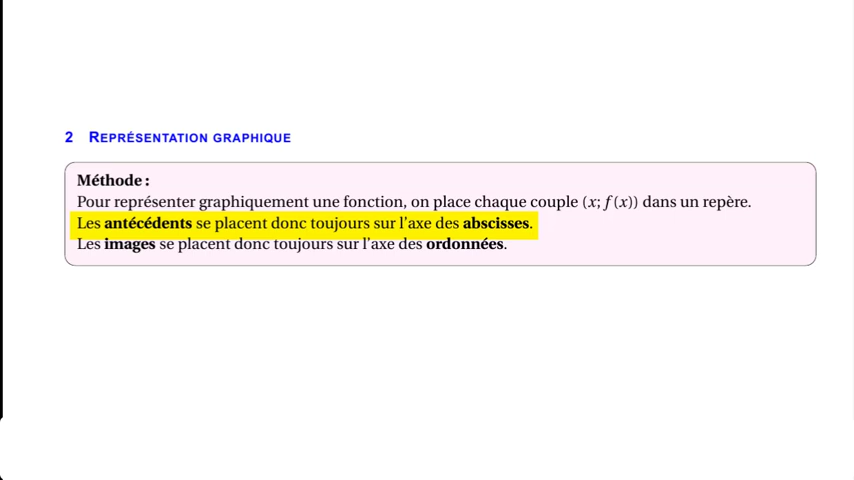 2 REPRÉSENTATION GRAPHIQUE
Méthode :
Pour représenter graphiquement une fonction, on place chaque couple (x; f(x)) dans un repère.
Les antécédents se placent donc toujours sur l'axe des abscisses.
Les images se placent donc toujours sur l'axe des ordonnées.